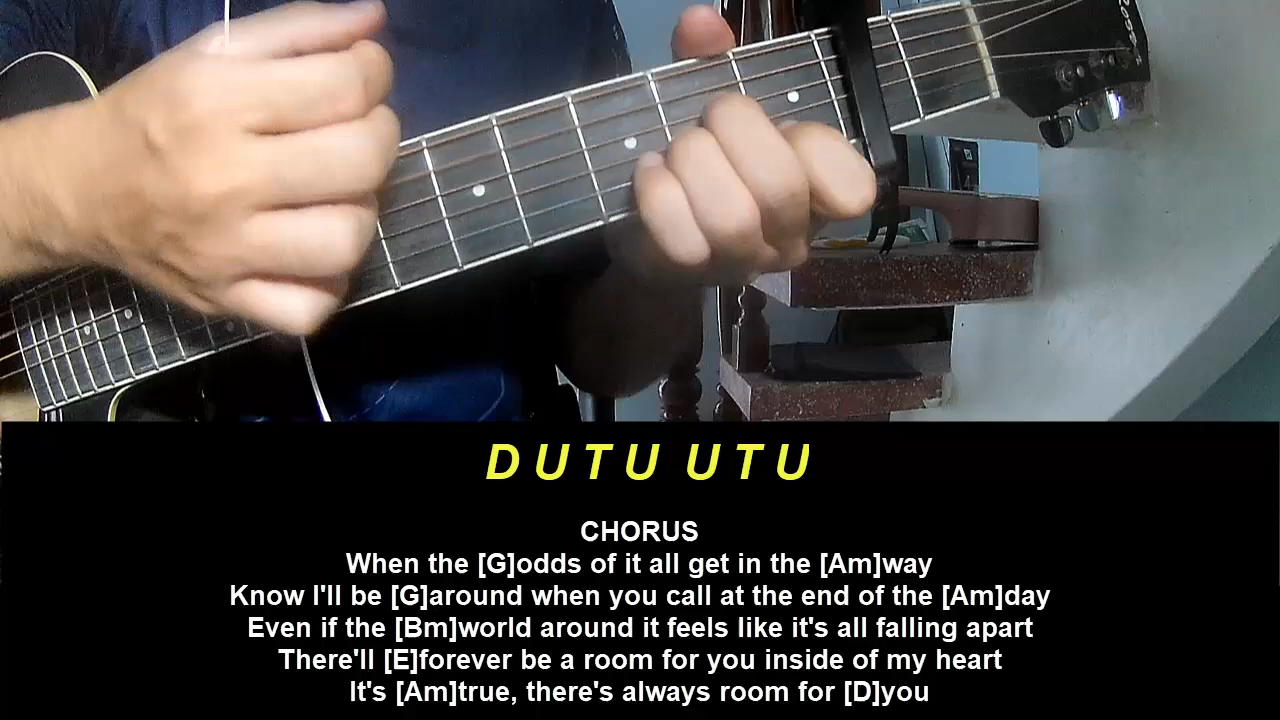 D U T U U T U
CHORUS
When the [G]odds of it all get in the [Am]way
Know I'll be [G]around when you call at the end of the [Am]day
Even if the [Bm]world around it feels like it's all falling apart
There'll [E]forever be a room for you inside of my heart
It's [Am]true, there's always room for [D]you